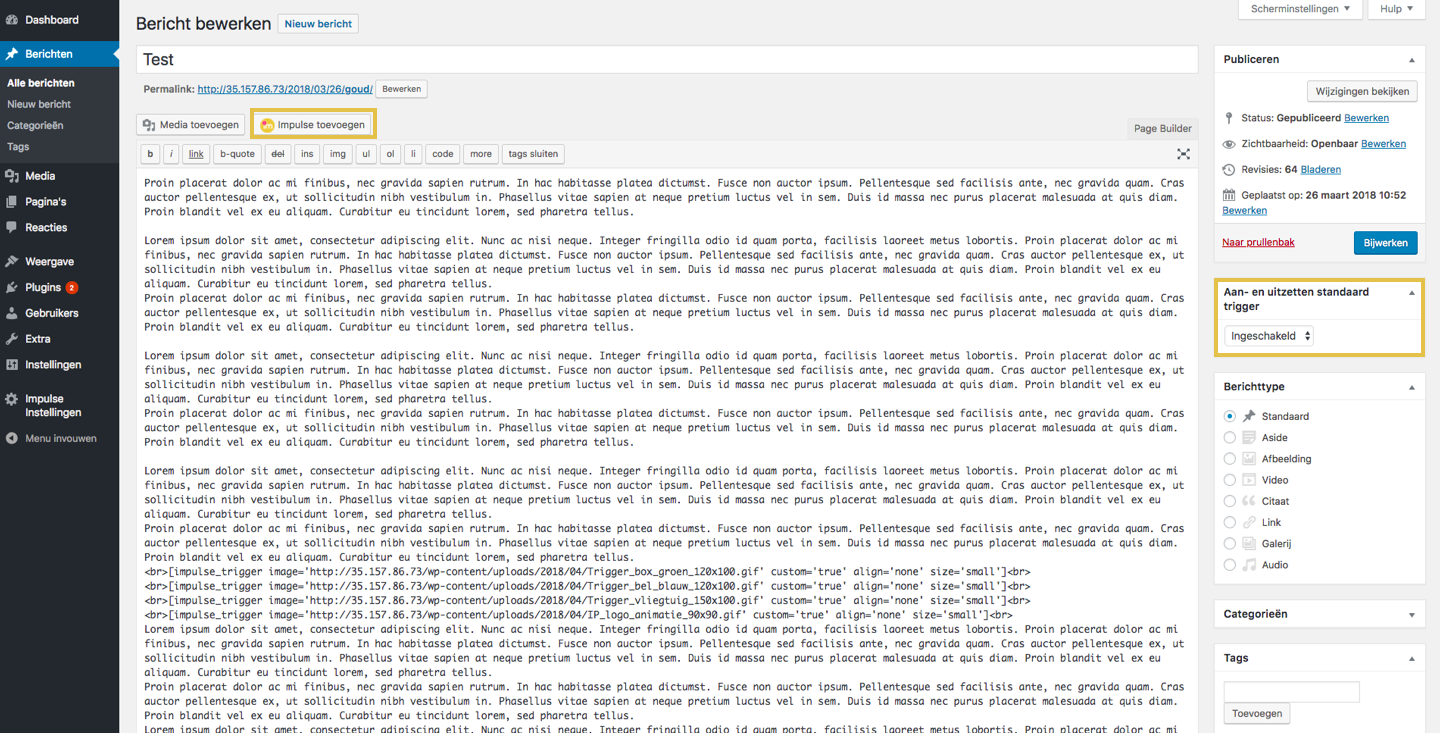 Dashboard
Berichten
Alle berichten
Nieuw bericht
Categorieën
Tags
Media
Pagina's
Reacties
Weergave
Plugins 2
Gebruikers
Extra
Instellingen
Impulse
Instellingen
Menu invouwen
Scherminstellingen
Hulp
Bericht bewerken Nieuw bericht
Test
Permalink: http://35.157.86.73/2018/03/26/goud/ Bewerken
Media toevoegen
Impulse toevoegen
Page Builder
b i link b-quote del ins img ul ol li code more tags sluiten
Proin placerat dolor ac mi finibus, nec gravida sapien rutrum. In hac habitasse platea dictumst. Fusce non auctor ipsum. Pellentesque sed facilisis ante, nec gravida quam. Cras
auctor pellentesque ex, ut sollicitudin nibh vestibulum in. Phasellus vitae sapien at neque pretium luctus vel in sem. Duis id massa nec purus placerat malesuada at quis diam.
Proin blandit vel ex eu aliquam. Curabitur eu tincidunt lorem, sed pharetra tellus.
Lorem ipsum dolor sit amet, consectetur adipiscing elit. Nunc ac nisi neque. Integer fringilla odio id quam porta, facilisis laoreet metus lobortis. Proin placerat dolor ac mi
finibus, nec gravida sapien rutrum. In hac habitasse platea dictumst. Fusce non auctor ipsum. Pellentesque sed facilisis ante, nec gravida quam. Cras auctor pellentesque ex, ut
sollicitudin nibh vestibulum in. Phasellus vitae sapien at neque pretium luctus vel in sem. Duis id massa nec purus placerat malesuada at quis diam. Proin blandit vel ex eu
aliquam. Curabitur eu tincidunt lorem, sed pharetra tellus.
Proin placerat dolor ac mi finibus, nec gravida sapien rutrum. In hac habitasse platea dictumst. Fusce non auctor ipsum. Pellentesque sed facilisis ante, nec gravida quam. Cras
auctor pellentesque ex, ut sollicitudin nibh vestibulum in. Phasellus vitae sapien at neque pretium luctus vel in sem. Duis id massa nec purus placerat malesuada at quis diam.
Proin blandit vel ex eu aliquam. Curabitur eu tincidunt lorem, sed pharetra tellus.
Lorem ipsum dolor sit amet, consectetur adipiscing elit. Nunc ac nisi neque. Integer fringilla odio id quam porta, facilisis laoreet metus lobortis. Proin placerat dolor ac mi
finibus, nec gravida sapien rutrum. In hac habitasse platea dictumst. Fusce non auctor ipsum. Pellentesque sed facilisis ante, nec gravida quam. Cras auctor pellentesque ex, ut
sollicitudin nibh vestibulum in. Phasellus vitae sapien at neque pretium luctus vel in sem. Duis id massa nec purus placerat malesuada at quis diam. Proin blandit vel ex eu
aliquam. Curabitur eu tincidunt lorem, sed pharetra tellus.
Proin placerat dolor ac mi finibus, nec gravida sapien rutrum. In hac habitasse platea dictumst. Fusce non auctor ipsum. Pellentesque sed facilisis ante, nec gravida quam. Cras
auctor pellentesque ex, ut sollicitudin nibh vestibulum in. Phasellus vitae sapien at neque pretium luctus vel in sem. Duis id massa nec purus placerat malesuada at quis diam.
Proin blandit vel ex eu aliquam. Curabitur eu tincidunt lorem, sed pharetra tellus.
Lorem ipsum dolor sit amet, consectetur adipiscing elit. Nunc ac nisi neque. Integer fringilla odio id quam porta, facilisis laoreet metus lobortis. Proin placerat dolor ac mi
finibus, nec gravida sapien rutrum. In hac habitasse platea dictumst. Fusce non auctor ipsum. Pellentesque sed facilisis ante, nec gravida quam. Cras auctor pellentesque ex, ut
sollicitudin nibh vestibulum in. Phasellus vitae sapien at neque pretium luctus vel in sem. Duis id massa nec purus placerat malesuada at quis diam. Proin blandit vel ex eu
aliquam. Curabitur eu tincidunt lorem, sed pharetra tellus.
Proin placerat dolor ac mi finibus, nec gravida sapien rutrum. In hac habitasse platea dictumst. Fusce non auctor ipsum. Pellentesque sed facilisis ante, nec gravida quam. Cras
auctor pellentesque ex, ut sollicitudin nibh vestibulum in. Phasellus vitae sapien at neque pretium luctus vel in sem. Duis id massa nec purus placerat malesuada at quis diam.
Proin blandit vel ex eu aliquam. Curabitur eu tincidunt lorem, sed pharetra tellus.
<br>[impulse_trigger image='http://35.157.86.73/wp-content/uploads/2018/04/Trigger_box_groen_120x100.gif' custom='true' align='none' size='small']<br>
<br>[impulse_trigger image='http://35.157.86.73/wp-content/uploads/2018/04/Trigger_bel_blauw_120x100.gif' custom='true' align='none' size='small']<br>
<br>[impulse_trigger image='http://35.157.86.73/wp-content/uploads/2018/04/Trigger_vliegtuig_150x100.gif' custom='true' align='none' size='small']<br>
<br>[impulse_trigger image='http://35.157.86.73/wp-content/uploads/2018/04/IP_logo_animatie_90x90.gif' custom='true' align='none' size='small']<br>
Lorem ipsum dolor sit amet, consectetur adipiscing elit. Nunc ac nisi neque. Integer fringilla odio id quam porta, facilisis laoreet metus lobortis. Proin placerat dolor ac mi
finibus, nec gravida sapien rutrum. In hac habitasse platea dictumst. Fusce non auctor ipsum. Pellentesque sed facilisis ante, nec gravida quam. Cras auctor pellentesque ex, ut
sollicitudin nibh vestibulum in. Phasellus vitae sapien at neque pretium luctus vel in sem. Duis id massa nec purus placerat malesuada at quis diam. Proin blandit vel ex eu
aliquam. Curabitur eu tincidunt lorem, sed pharetra tellus.
Proin placerat dolor ac mi finibus, nec gravida sapien rutrum. In hac habitasse platea dictumst. Fusce non auctor ipsum. Pellentesque sed facilisis ante, nec gravida quam. Cras
auctor pellentesque ex, ut sollicitudin nibh vestibulum in. Phasellus vitae sapien at neque pretium luctus vel in sem. Duis id massa nec purus placerat malesuada at quis diam.
Proin blandit vel ex eu aliquam. Curabitur eu tincidunt lorem, sed pharetra tellus.
Lorem ipsum dolor sit amet, consectetur adipiscing elit. Nunc ac nisi neque. Integer fringilla odio id quam porta, facilisis laoreet metus lobortis. Proin placerat dolor ac mi
Publiceren
Wijzigingen bekijken
Status: Gepubliceerd Bewerken
Zichtbaarheid: Openbaar Bewerken
Revisies: 64 Bladeren
Geplaatst op: 26 maart 2018 10:52
Bewerken
Naar prullenbak
Bijwerken
Aan- en uitzetten standaard
trigger
Ingeschakeld
Berichttype
Standaard
Aside
Afbeelding
Video
Citaat
Link
Galerij
Audio
Categorieën
Tags
Toevoegen